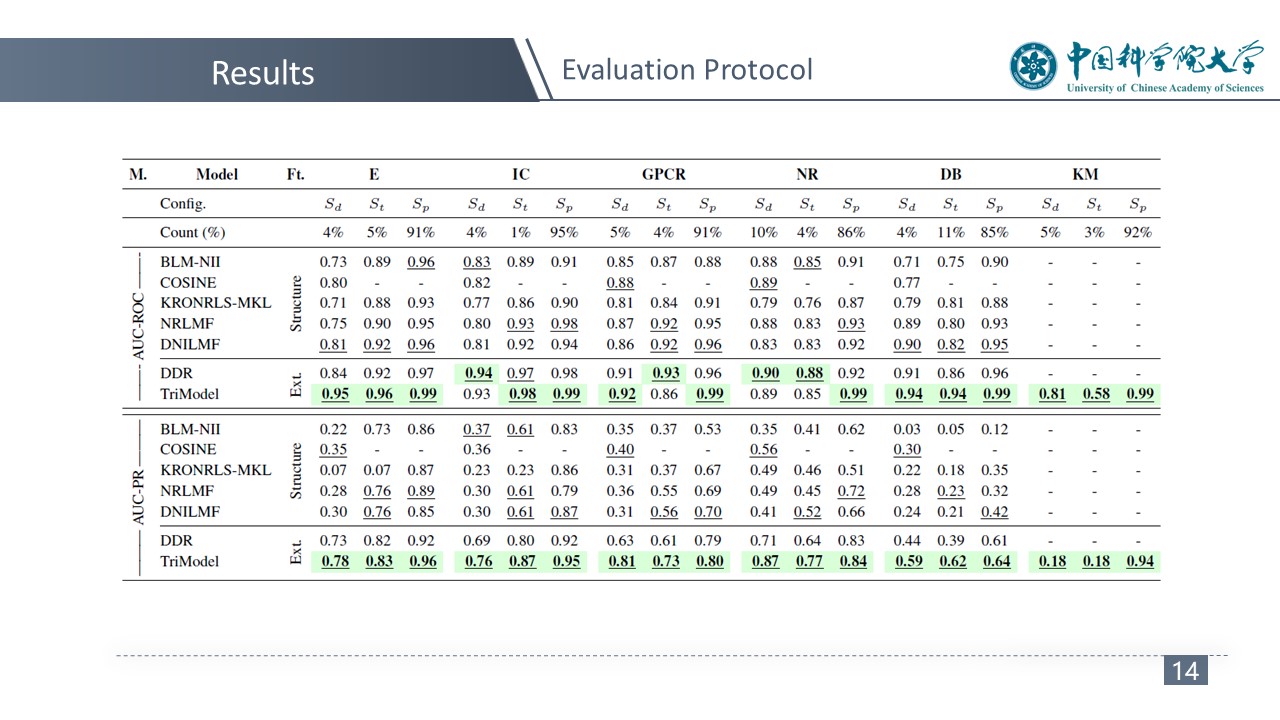 Results
Evaluation Protocol
中国科学院大学
University of Chinese Academy of Sciences
M. Model Ft. E IC GPCR NR DB KM
Config. Sd St Sp Sd St Sp Sd St Sp Sd St Sp Sd St Sp Sd St Sp
Count (%) 4% 5% 91% 4% 1% 95% 5% 4% 91% 10% 4% 86% 4% 11% 85% 5% 3% 92%
AUC-ROC
Structure
BLM-NII 0.73 0.89 0.96 0.83 0.89 0.91 0.85 0.87 0.88 0.88 0.85 0.91 0.71 0.75 0.90 - - -
COSINE 0.80 - - 0.82 - - 0.88 - - 0.89 - - 0.77 - - - - -
KRONRLS-MKL 0.71 0.88 0.93 0.77 0.86 0.90 0.81 0.84 0.91 0.79 0.76 0.87 0.79 0.81 0.88 - - -
NRLMF 0.75 0.90 0.95 0.80 0.93 0.98 0.87 0.92 0.95 0.88 0.83 0.93 0.89 0.80 0.93 - - -
DNILMF 0.81 0.92 0.96 0.81 0.92 0.94 0.86 0.92 0.96 0.83 0.83 0.92 0.90 0.82 0.95 - - -
Ext.
DDR 0.84 0.92 0.97 0.94 0.97 0.98 0.91 0.93 0.96 0.90 0.88 0.92 0.91 0.86 0.96 - - -
TriModel 0.95 0.96 0.99 0.93 0.98 0.99 0.92 0.86 0.99 0.89 0.85 0.99 0.94 0.94 0.99 0.81 0.58 0.99
AUC-PR
Structure
BLM-NII 0.22 0.73 0.86 0.37 0.61 0.83 0.35 0.37 0.53 0.35 0.41 0.62 0.03 0.05 0.12 - - -
COSINE 0.35 - - 0.36 - - 0.40 - - 0.56 - - 0.30 - - - - -
KRONRLS-MKL 0.07 0.07 0.87 0.23 0.23 0.86 0.31 0.37 0.67 0.49 0.46 0.51 0.22 0.18 0.35 - - -
NRLMF 0.28 0.76 0.89 0.30 0.61 0.79 0.36 0.55 0.69 0.49 0.45 0.72 0.28 0.23 0.32 - - -
DNILMF 0.30 0.76 0.85 0.30 0.61 0.87 0.31 0.56 0.70 0.41 0.52 0.66 0.24 0.21 0.42 - - -
Ext.
DDR 0.73 0.82 0.92 0.69 0.80 0.92 0.63 0.61 0.79 0.71 0.64 0.83 0.44 0.39 0.61 - - -
TriModel 0.78 0.83 0.96 0.76 0.87 0.95 0.81 0.73 0.80 0.87 0.77 0.84 0.59 0.62 0.64 0.18 0.18 0.94
14